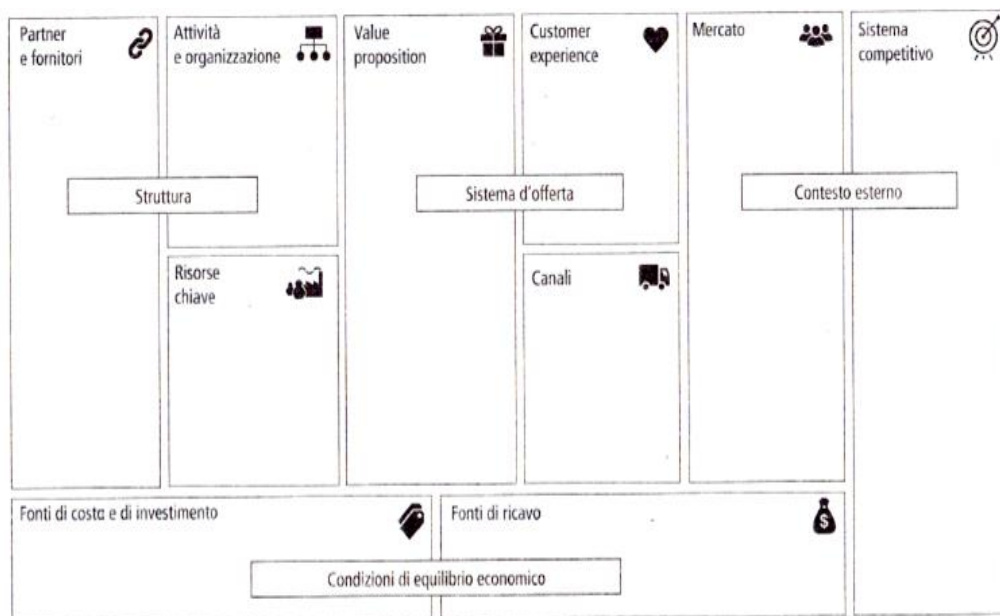 Partner
e fornitori
Attività
e organizzazione
Value
proposition
Customer
experience
Mercato
Sistema
competitivo
Struttura
Sistema d'offerta
Contesto esterno
Risorse
chiave
Canali
Fonti di costo e di investimento
Fonti di ricavo
$
Condizioni di equilibrio economico